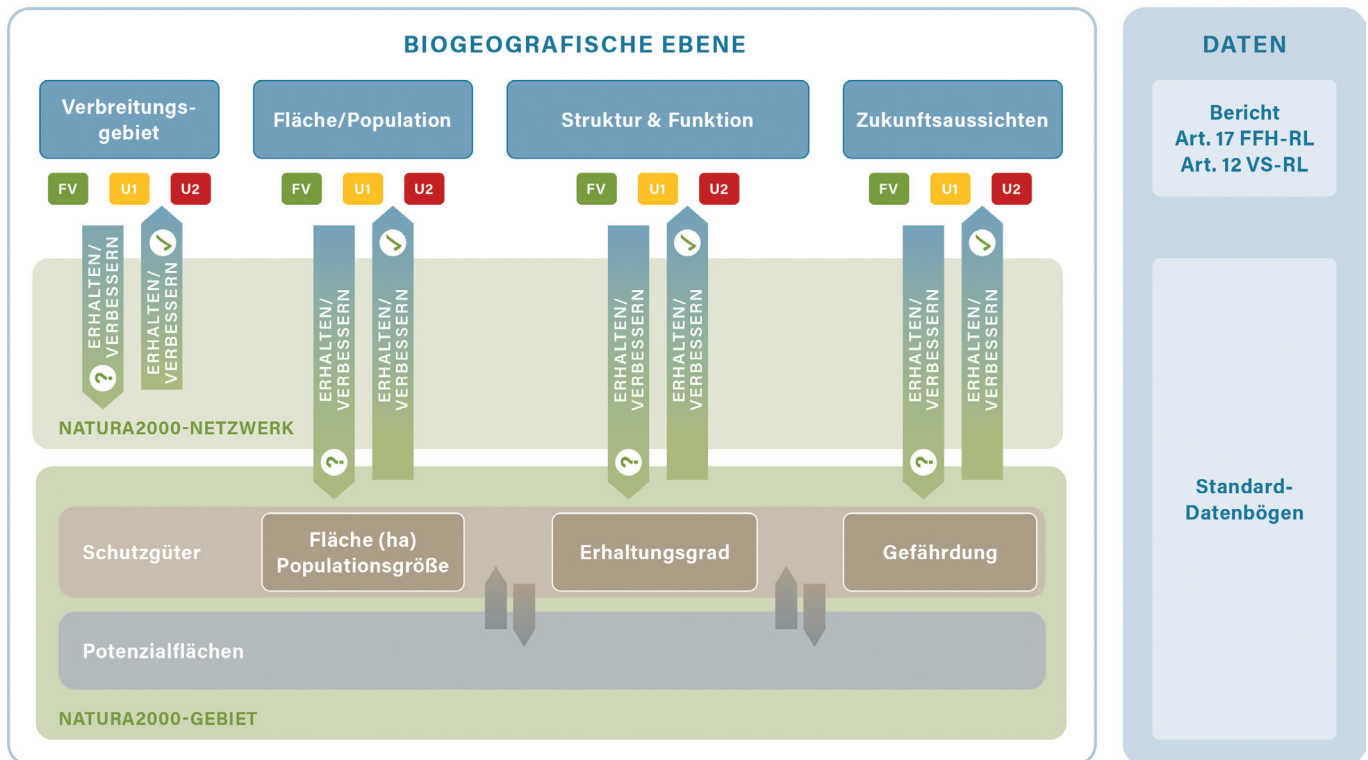 BIOGEOGRAFISCHE EBENE
DATEN
Verbreitungs-
gebiet
Fläche/Population
Struktur & Funktion
Zukunftsaussichten
Bericht
Art. 17 FFH-RL
Art. 12 VS-RL
FV U1 U2
FV U1 U2
FV U1 U2
FV U1 U2
ERHALTEN/
VERBESSERN
?
ERHALTEN/
VERBESSERN
ERHALTEN/
VERBESSERN
?
ERHALTEN/
VERBESSERN
ERHALTEN/
VERBESSERN
?
ERHALTEN/
VERBESSERN
ERHALTEN/
VERBESSERN
?
ERHALTEN/
VERBESSERN
NATURA2000-NETZWERK
Schutzgüter
Fläche (ha)
Populationsgröße
Erhaltungsgrad
Gefährdung
Potenzialflächen
NATURA2000-GEBIET
Standard-
Datenbögen